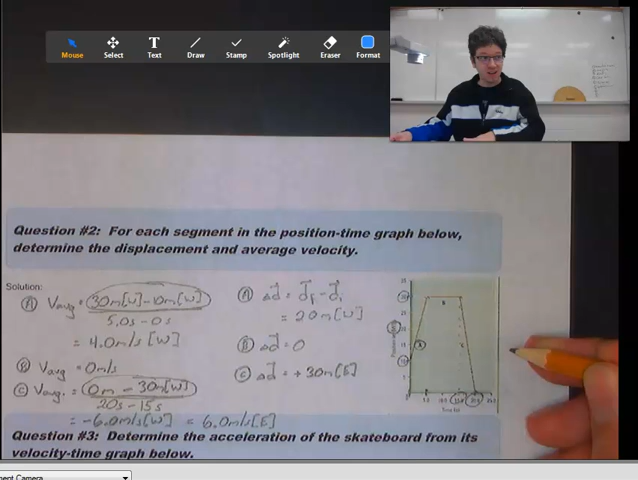 Mouse Select Text Draw Stamp Spotlight Eraser Format
Question #2: For each segment in the position-time graph below,
determine the displacement and average velocity.
Solution:
(A) Vavg = 30m[W]-10m[W]
5.0s-0s
= 4.0m/s [W]
(B) Vavg = 0m/s
(C) Vavg. = 0m - 30m[W]
20s - 15s
= -6.0m/s[W] = 6.0m/s[E]
(A) Δd = df - di
= 20m[W]
(B) Δd = 0
(C) Δd = +30m[E]
Question #3: Determine the acceleration of the skateboard from its
velocity-time graph below.
ment Camera